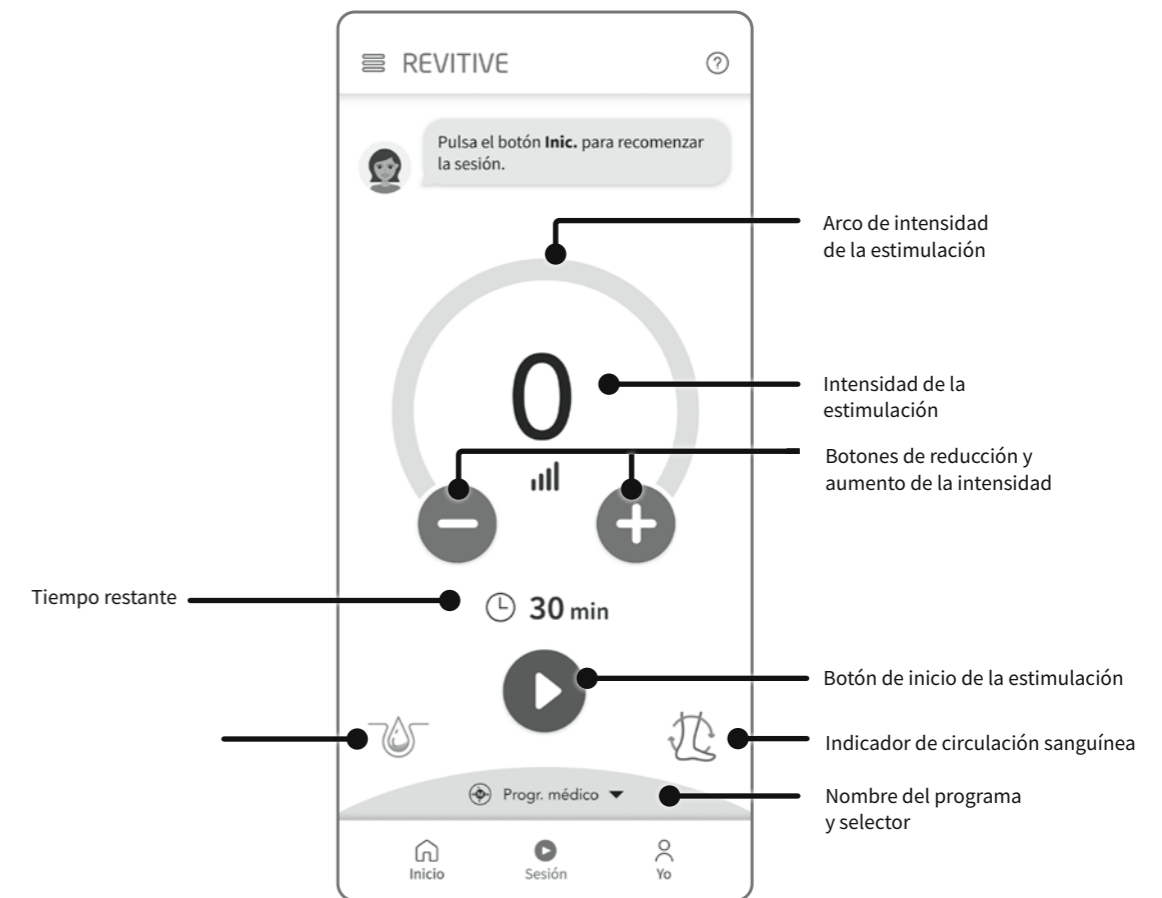 REVITIVE
?
Pulsa el botón Inic. para recomenzar
la sesión.
Arco de intensidad
de la estimulación
0
Intensidad de la
estimulación
Botones de reducción y
aumento de la intensidad
Tiempo restante
30 min
Botón de inicio de la estimulación
Indicador de circulación sanguínea
Progr. médico
Nombre del programa
y selector
Inicio
Sesión
Yo